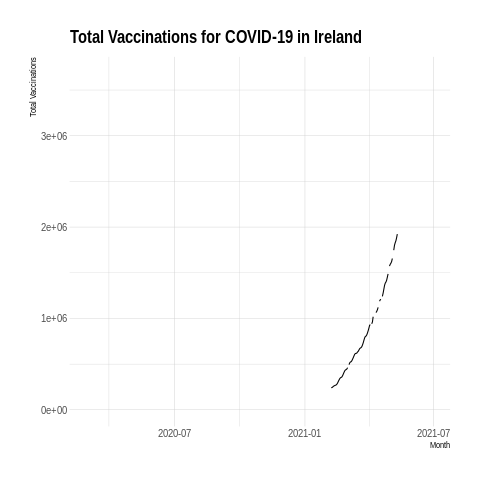 Total Vaccinations for COVID-19 in Ireland
Total Vaccinations
3e+06
2e+06
1e+06
0e+00
2020-07
2021-01
2021-07
Month